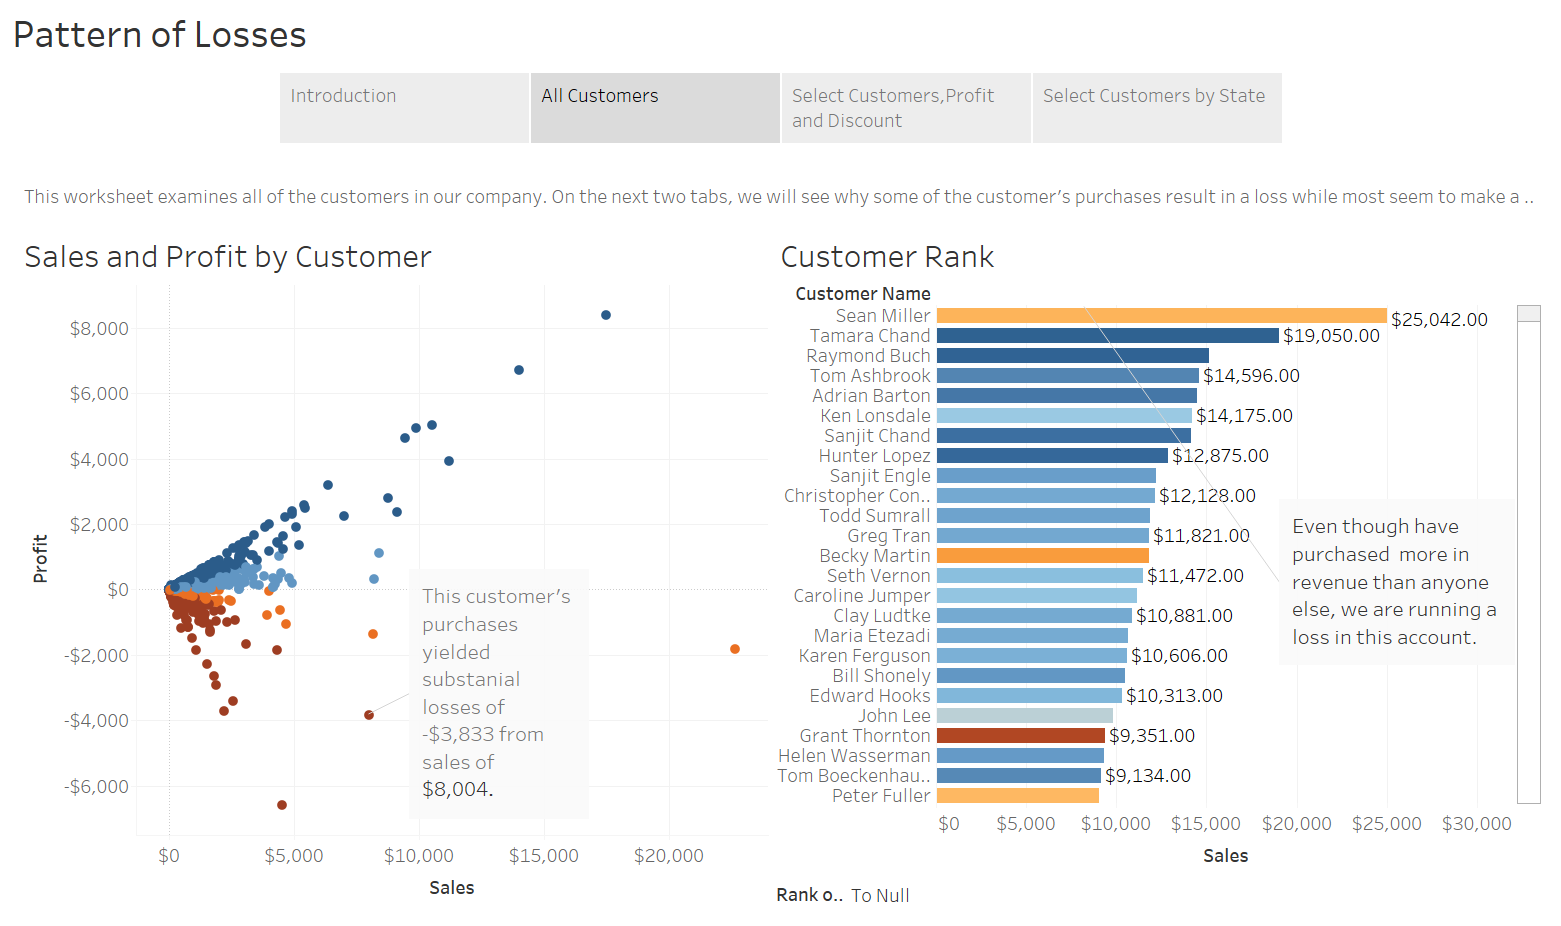 Pattern of Losses
Introduction
All Customers
Select Customers,Profit
and Discount
Select Customers by State
This worksheet examines all of the customers in our company. On the next two tabs, we will see why some of the customer's purchases result in a loss while most seem to make a ..
Sales and Profit by Customer
$8,000
$6,000
$4,000
$2,000
$0
-$2,000
-$4,000
-$6,000
Profit
This customer's
purchases
yielded
substanial
losses of
-$3,833 from
sales of
$8,004.
$0 $5,000 $10,000 $15,000 $20,000
Sales
Customer Rank
Customer Name
Sean Miller $25,042.00
Tamara Chand $19,050.00
Raymond Buch
Tom Ashbrook $14,596.00
Adrian Barton
Ken Lonsdale $14,175.00
Sanjit Chand
Hunter Lopez $12,875.00
Sanjit Engle
Christopher Con.. $12,128.00
Todd Sumrall
Greg Tran $11,821.00
Becky Martin
Seth Vernon $11,472.00
Caroline Jumper
Clay Ludtke $10,881.00
Maria Etezadi
Karen Ferguson $10,606.00
Bill Shonely
Edward Hooks $10,313.00
John Lee
Grant Thornton $9,351.00
Helen Wasserman
Tom Boeckenhau.. $9,134.00
Peter Fuller
Even though have
purchased more in
revenue than anyone
else, we are running a
loss in this account.
$0 $5,000 $10,000 $15,000 $20,000 $25,000 $30,000
Sales
Rank o.. To Null